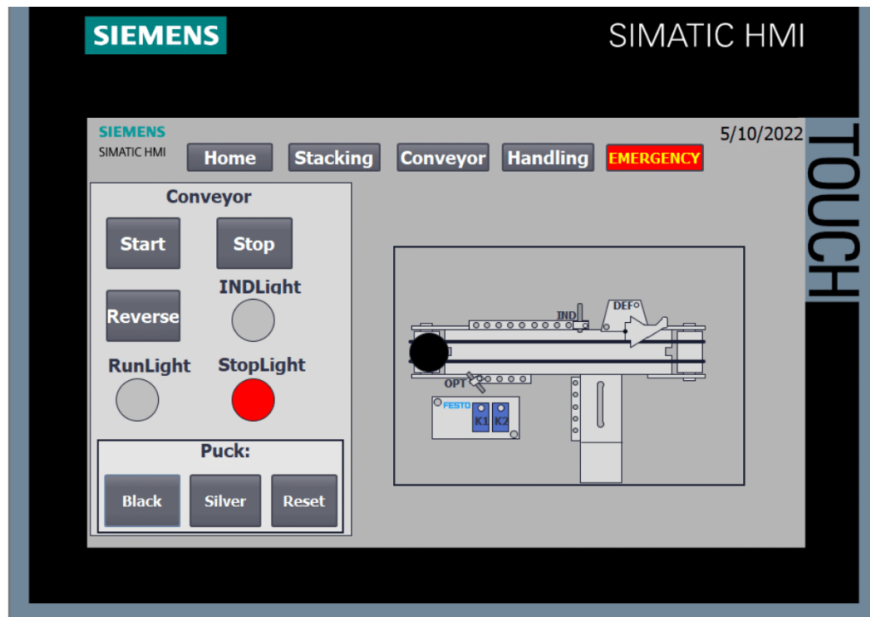 SIEMENS
SIMATIC HMI
TOUCH
SIEMENS
SIMATIC HMI
Home
Stacking
Conveyor
Handling
EMERGENCY
5/10/2022
Conveyor
Start
Stop
INDLight
Reverse
RunLight
StopLight
Puck:
Black
Silver
Reset
IND
DEF
OPT
FESTO
K1
K2